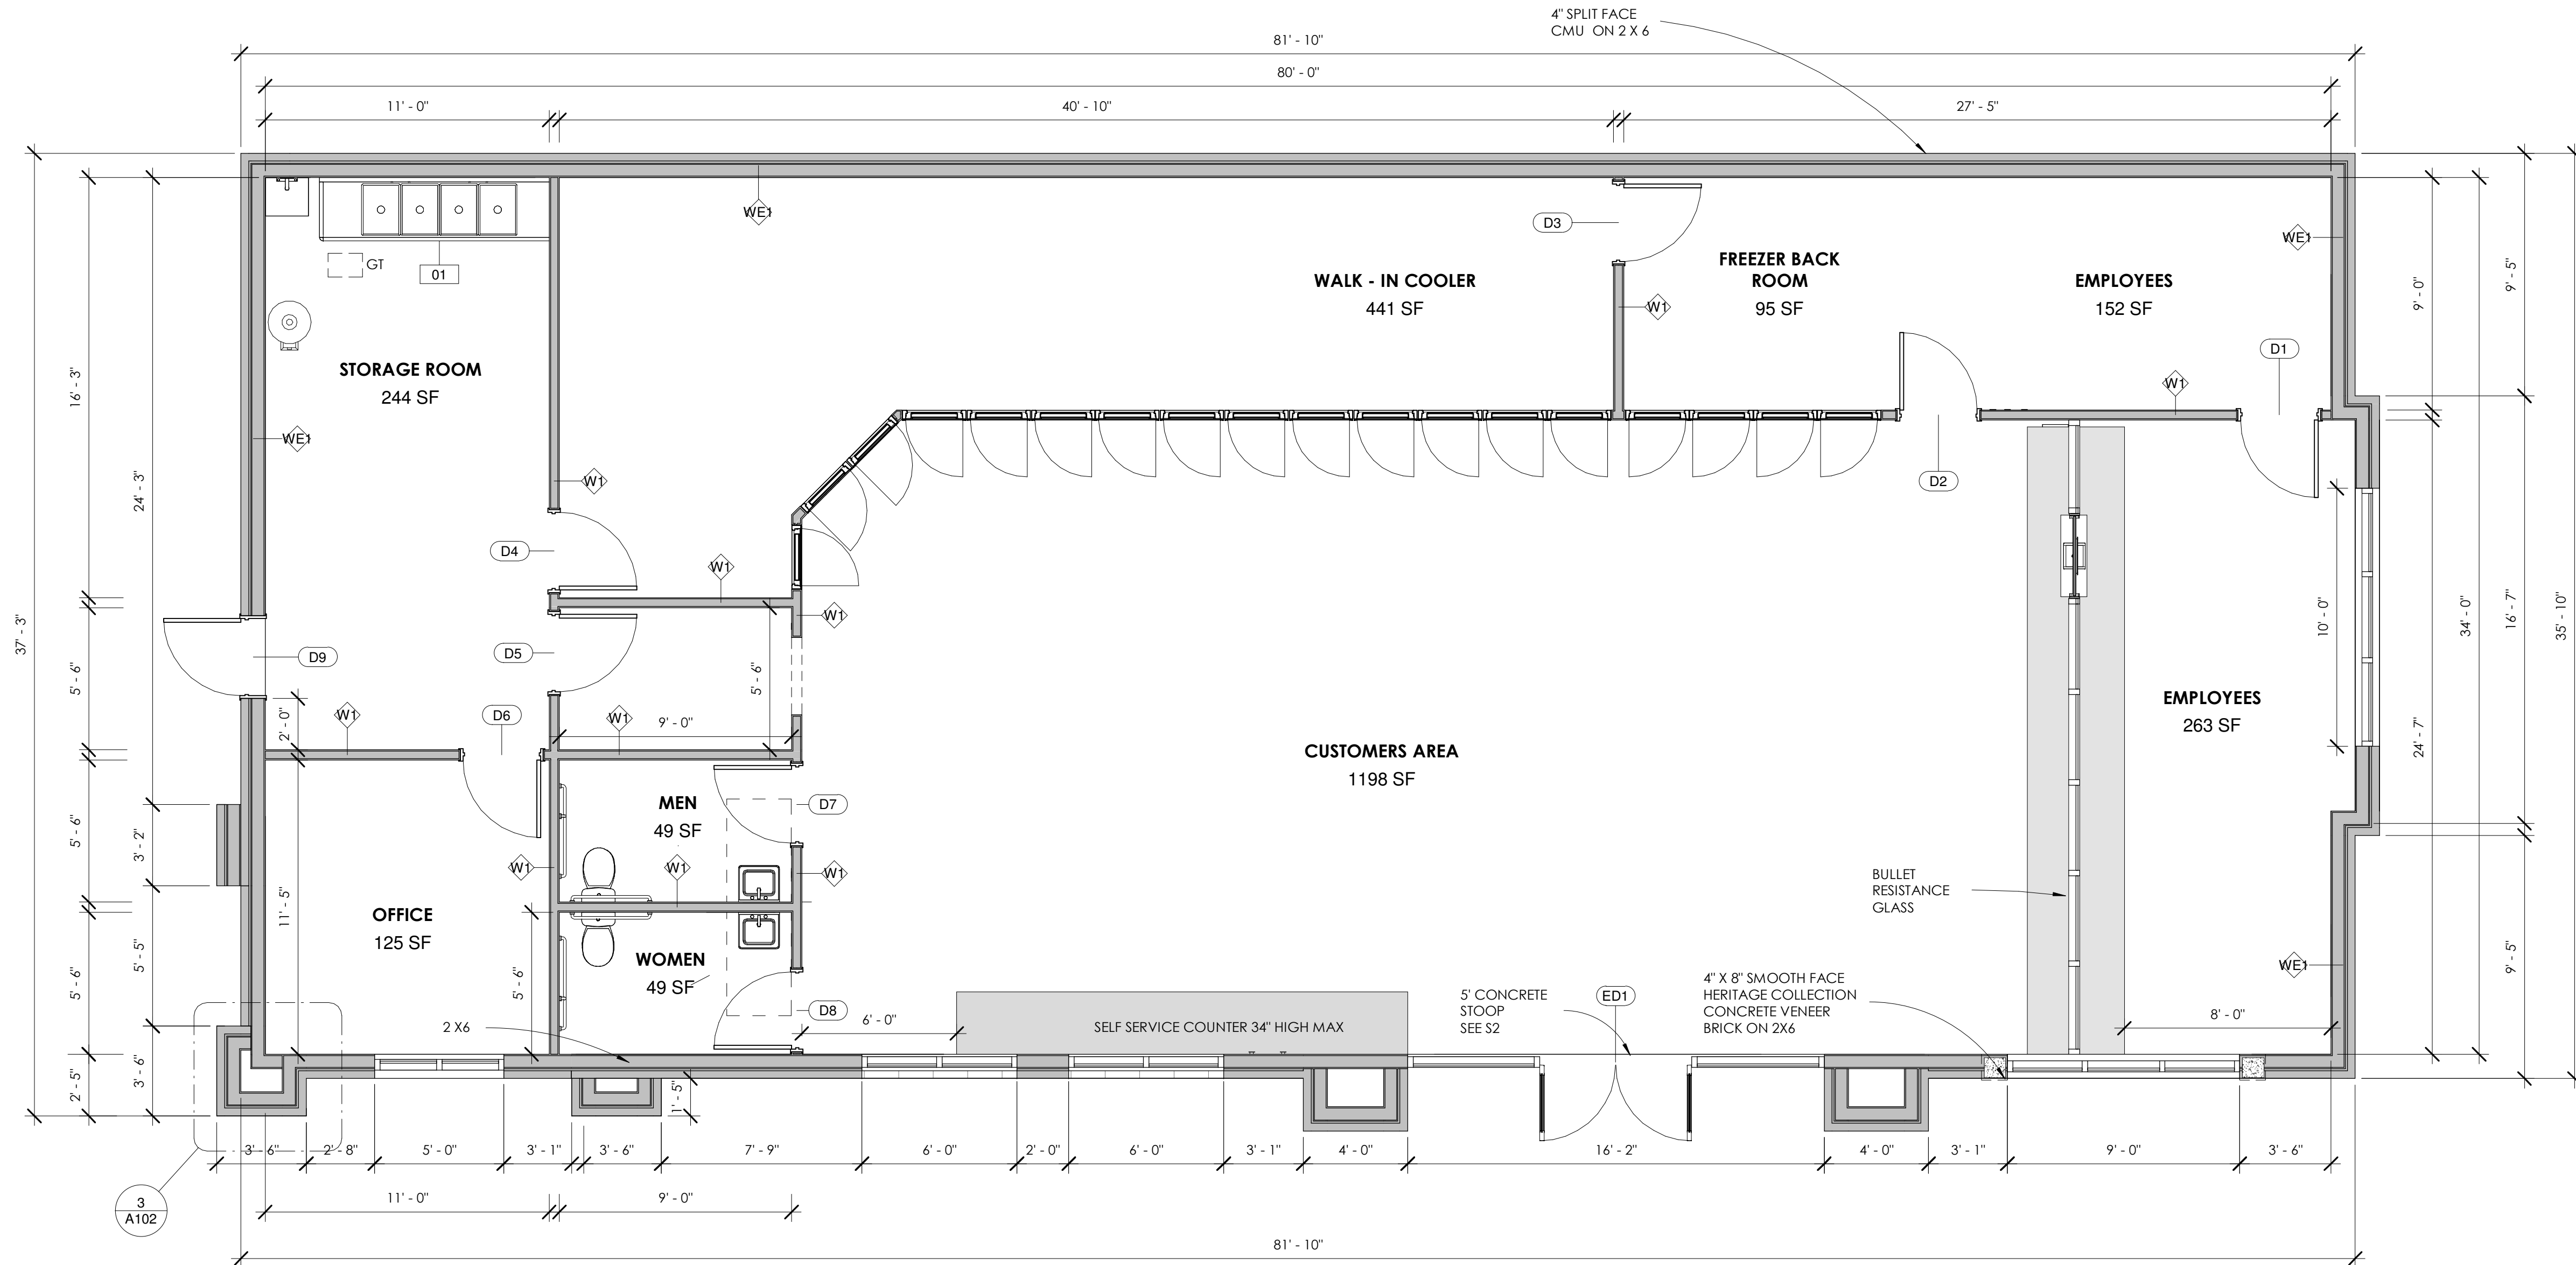 4" SPLIT FACE
CMU ON 2 X 6
81' - 10"
80' - 0"
11' - 0"
40' - 10"
27' - 5"
WE1
D3
WE1
GT
01
WALK - IN COOLER
441 SF
FREEZER BACK
ROOM
95 SF
EMPLOYEES
152 SF
W1
9' - 0"
9' - 5"
D1
STORAGE ROOM
244 SF
16' - 3"
W1
WE1
24' - 3"
W1
D2
D4
W1
W1
37' - 3"
10' - 0"
34' - 0"
16' - 7"
35' - 10"
D9
D5
5' - 6"
5' - 6"
EMPLOYEES
263 SF
2' - 0"
W1
D6
W1
9' - 0"
24' - 7"
CUSTOMERS AREA
1198 SF
MEN
49 SF
D7
5' - 6"
3' - 2"
W1
W1
W1
BULLET
RESISTANCE
GLASS
11' - 5"
OFFICE
125 SF
5' - 5"
WOMEN
49 SF
5' - 6"
5' - 6"
9' - 5"
WE1
D8
6' - 0"
SELF SERVICE COUNTER 34" HIGH MAX
5' CONCRETE
STOOP
SEE S2
ED1
4" X 8" SMOOTH FACE
HERITAGE COLLECTION
CONCRETE VENEER
BRICK ON 2X6
8' - 0"
2 X6
3' - 6"
2' - 5"
1' - 5"
3' - 6"
2' - 8"
5' - 0"
3' - 1"
3' - 6"
7' - 9"
6' - 0"
2' - 0"
6' - 0"
3' - 1"
4' - 0"
16' - 2"
4' - 0"
3' - 1"
9' - 0"
3' - 6"
11' - 0"
9' - 0"
3
A102
81' - 10"